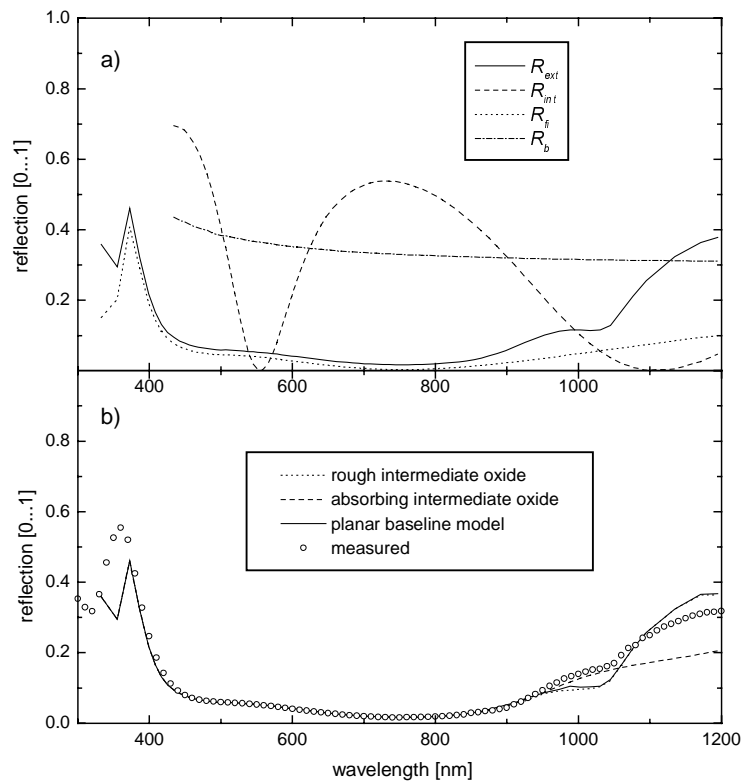 1.0
a)
R_ext
R_int
R_fi
R_b
0.8
0.6
0.4
0.2
reflection [0...1]
400 600 800 1000
b)
0.8
0.6
0.4
0.2
0.0
reflection [0...1]
rough intermediate oxide
absorbing intermediate oxide
planar baseline model
measured
400 600 800 1000 1200
wavelength [nm]